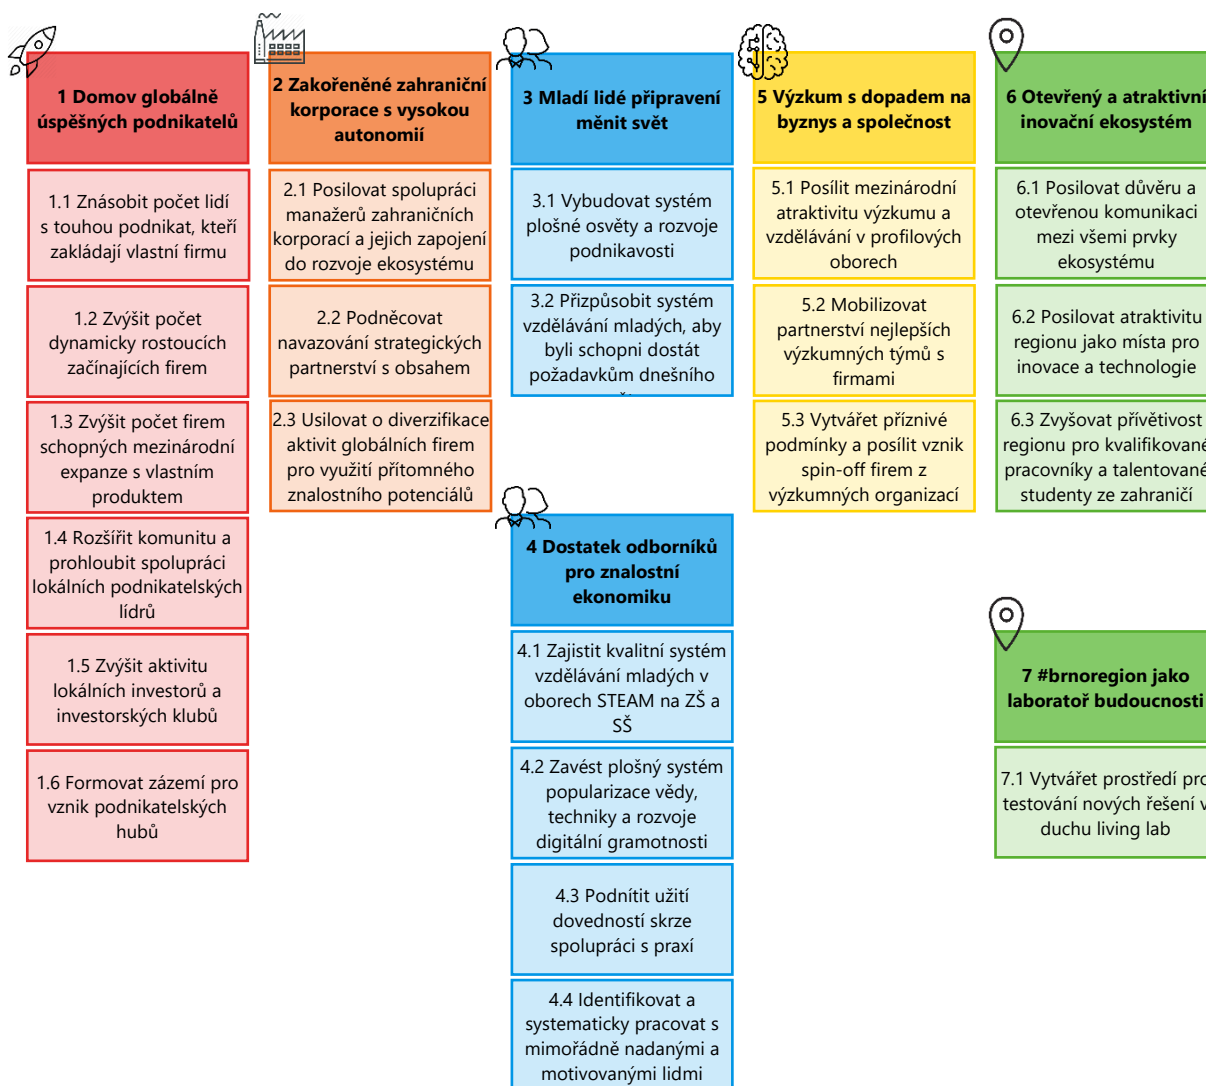 1 Domov globálně
úspěšných podnikatelů
1.1 Znásobit počet lidí
s touhou podnikat, kteří
zakládají vlastní firmu
1.2 Zvýšit počet
dynamicky rostoucích
začínajících firem
1.3 Zvýšit počet firem
schopných mezinárodní
expanze s vlastním
produktem
1.4 Rozšířit komunitu a
prohloubit spolupráci
lokálních podnikatelských
lídrů
1.5 Zvýšit aktivitu
lokálních investorů a
investorských klubů
1.6 Formovat zázemí pro
vznik podnikatelských
hubů
2 Zakořeněné zahraniční
korporace s vysokou
autonomií
2.1 Posilovat spolupráci
manažerů zahraničních
korporací a jejich zapojení
do rozvoje ekosystému
2.2 Podněcovat
navazování strategických
partnerství s obsahem
2.3 Usilovat o diverzifikace
aktivit globálních firem
pro využití přítomného
znalostního potenciálů
3 Mladí lidé připravení
měnit svět
3.1 Vybudovat systém
plošné osvěty a rozvoje
podnikavosti
3.2 Přizpůsobit systém
vzdělávání mladých, aby
byli schopni dostát
požadavkům dnešního
4 Dostatek odborníků
pro znalostní
ekonomiku
4.1 Zajistit kvalitní systém
vzdělávání mladých v
oborech STEAM na ZŠ a
SŠ
4.2 Zavést plošný systém
popularizace vědy,
techniky a rozvoje
digitální gramotnosti
4.3 Podnítit užití
dovedností skrze
spolupráci s praxí
4.4 Identifikovat a
systematicky pracovat s
mimořádně nadanými a
motivovanými lidmi
5 Výzkum s dopadem na
byznys a společnost
5.1 Posílit mezinárodní
atraktivitu výzkumu a
vzdělávání v profilových
oborech
5.2 Mobilizovat
partnerství nejlepších
výzkumných týmů s
firmami
5.3 Vytvářet příznivé
podmínky a posílit vznik
spin-off firem z
výzkumných organizací
6 Otevřený a atraktivní
inovační ekosystém
6.1 Posilovat důvěru a
otevřenou komunikaci
mezi všemi prvky
ekosystému
6.2 Posilovat atraktivitu
regionu jako místa pro
inovace a technologie
6.3 Zvyšovat přívětivost
regionu pro kvalifikované
pracovníky a talentované
studenty ze zahraničí
7 #brnoregion jako
laboratoř budoucnosti
7.1 Vytvářet prostředí pro
testování nových řešení v
duchu living lab